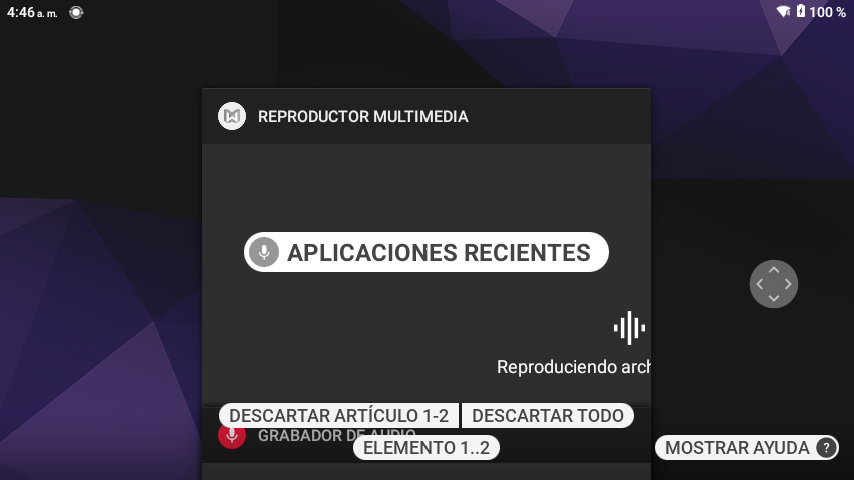 4:46 a. m.
100 %
REPRODUCTOR MULTIMEDIA
APLICACIONES RECIENTES
Reproduciendo arch
DESCARTAR ARTÍCULO 1-2
DESCARTAR TODO
GRABADOR DE AUDIO
ELEMENTO 1..2
MOSTRAR AYUDA ?